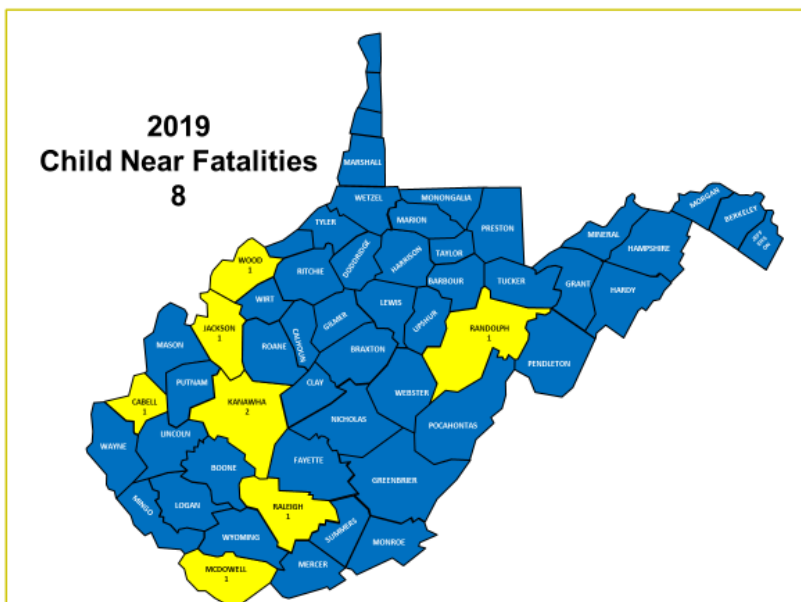 2019
Child Near Fatalities
8
MARSHALL
WETZEL
MONONGALIA
MORGAN
BERKELEY
JEFF
ERS
ON
TYLER
MARION
PRESTON
MINERAL
HAMPSHIRE
WOOD
1
RITCHIE
DODDRIDGE
HARRISON
TAYLOR
BARBOUR
TUCKER
GRANT
HARDY
WIRT
LEWIS
UPSHUR
GILMER
JACKSON
1
ROANE
CALHOUN
BRAXTON
RANDOLPH
1
PENDLETON
MASON
PUTNAM
CLAY
WEBSTER
CABELL
1
KANAWHA
2
NICHOLAS
POCAHONTAS
WAYNE
LINCOLN
BOONE
FAYETTE
GREENBRIER
MINGO
LOGAN
RALEIGH
1
SUMMERS
WYOMING
MONROE
MERCER
MCDOWELL
1